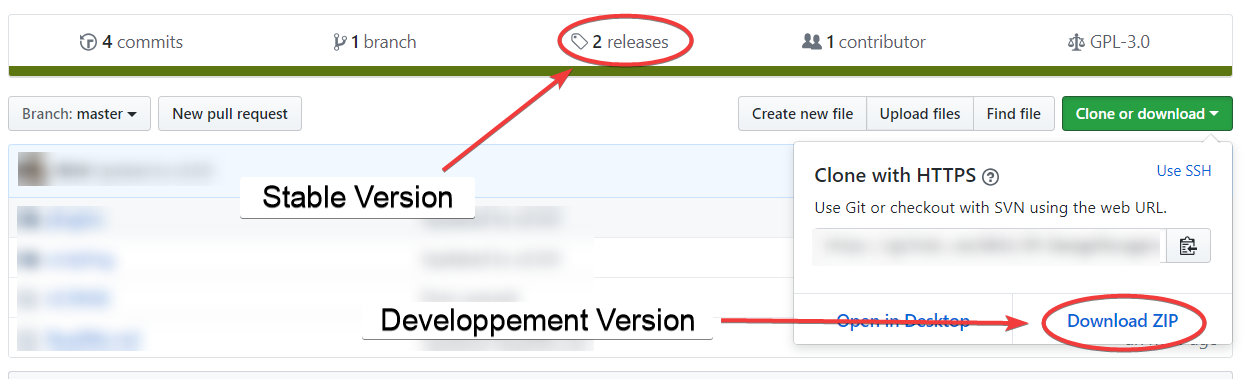 4 commits
1 branch
2 releases
1 contributor
GPL-3.0
Branch: master
New pull request
Create new file
Upload files
Find file
Clone or download
Stable Version
Clone with HTTPS
Use SSH
Use Git or checkout with SVN using the web URL.
Developpement Version
Open in Desktop
Download ZIP